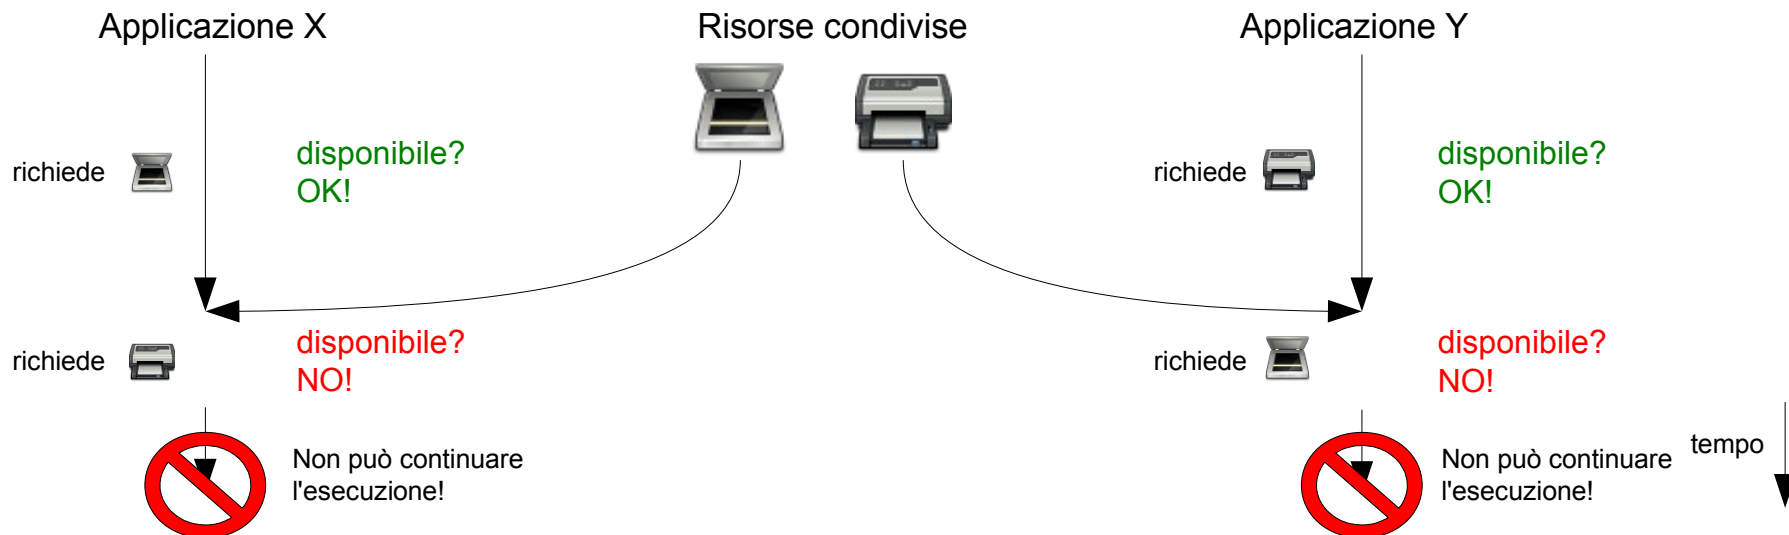 Applicazione X
Risorse condivise
Applicazione Y
richiede
disponibile?
OK!
richiede
disponibile?
OK!
richiede
disponibile?
NO!
richiede
disponibile?
NO!
Non può continuare
l'esecuzione!
Non può continuare
l'esecuzione!
tempo